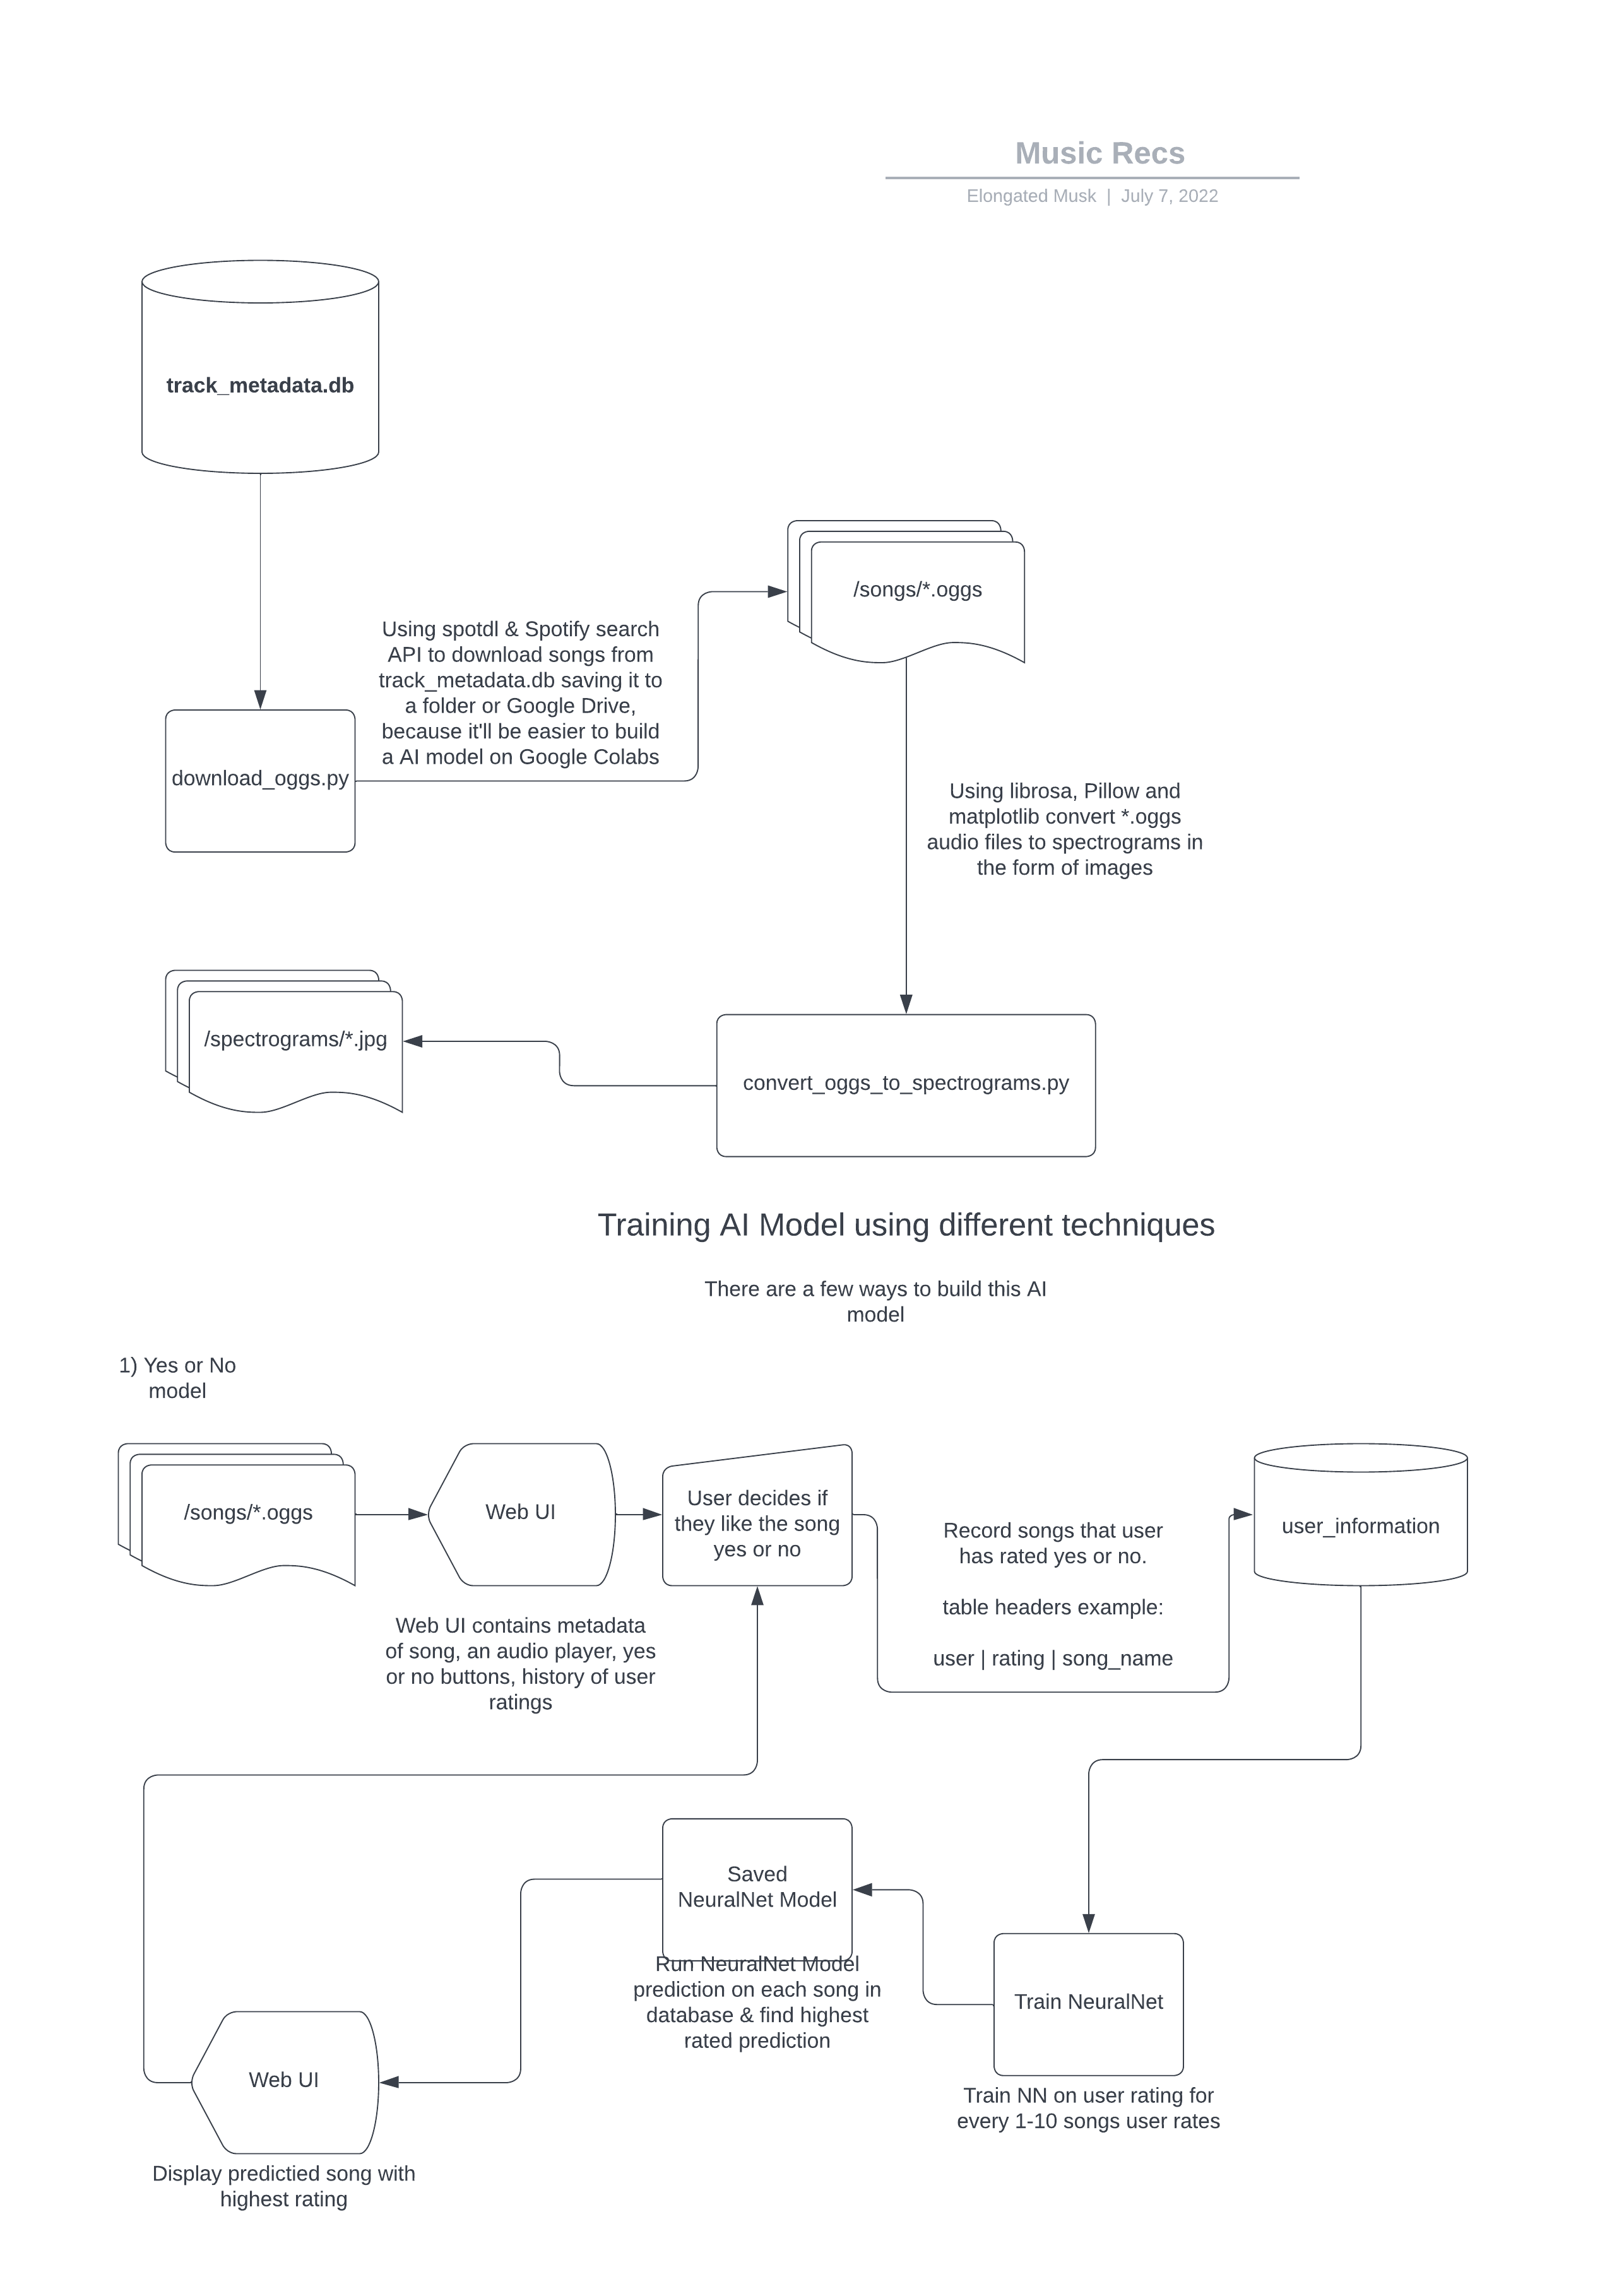 Music Recs
Elongated Musk | July 7, 2022
track_metadata.db
/songs/*.oggs
Using spotdl & Spotify search
API to download songs from
track_metadata.db saving it to
a folder or Google Drive,
because it'll be easier to build
a AI model on Google Colabs
download_oggs.py
Using librosa, Pillow and
matplotlib convert *.oggs
audio files to spectrograms in
the form of images
/spectrograms/*.jpg
convert_oggs_to_spectrograms.py
Training AI Model using different techniques
There are a few ways to build this AI
model
1) Yes or No
model
/songs/*.oggs
Web UI
User decides if
they like the song
yes or no
Record songs that user
has rated yes or no.
table headers example:
user | rating | song_name
user_information
Web UI contains metadata
of song, an audio player, yes
or no buttons, history of user
ratings
Saved
NeuralNet Model
Run NeuralNet Model
prediction on each song in
database & find highest
rated prediction
Train NeuralNet
Train NN on user rating for
every 1-10 songs user rates
Web UI
Display predictied song with
highest rating